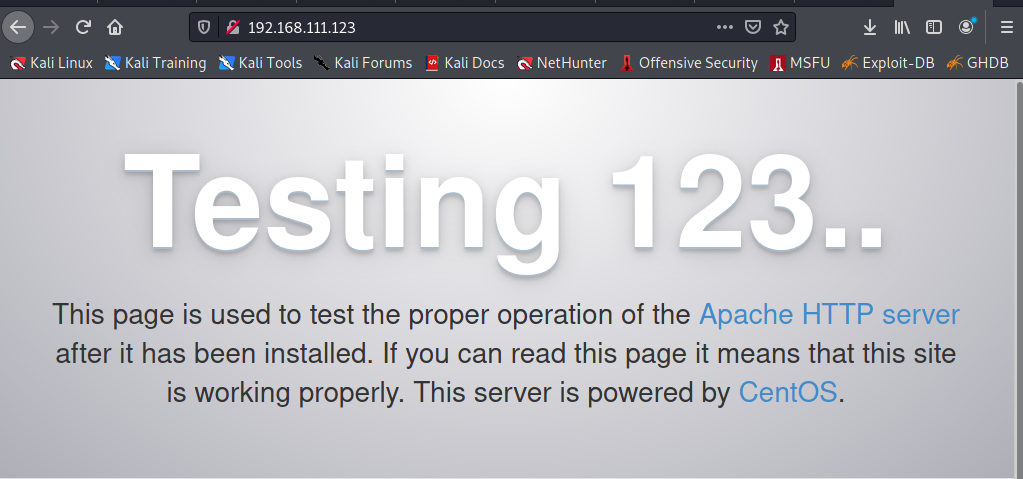 192.168.111.123
Kali Linux Kali Training Kali Tools Kali Forums Kali Docs NetHunter Offensive Security MSFU Exploit-DB GHDB
Testing 123..
This page is used to test the proper operation of the Apache HTTP server
after it has been installed. If you can read this page it means that this site
is working properly. This server is powered by CentOS.